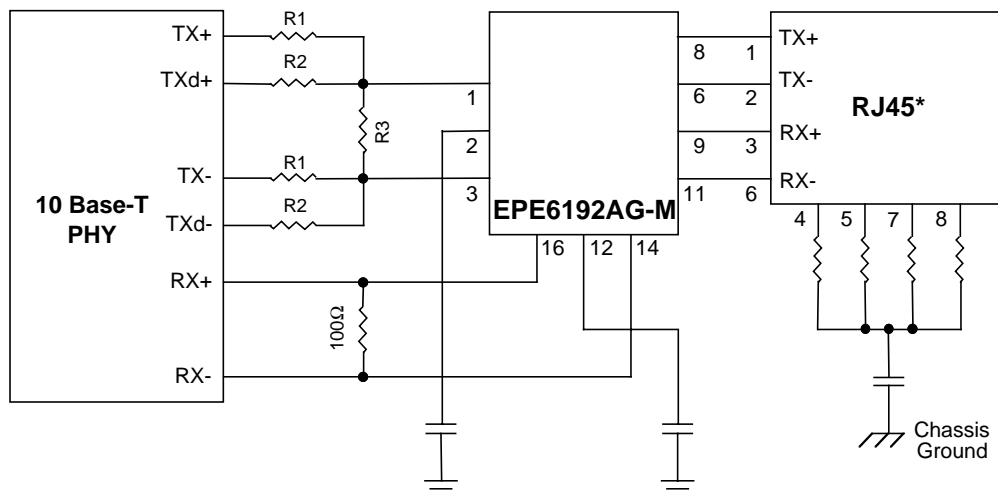 TX+
R1
TXd+
R2
R3
TX-
R1
TXd-
R2
10 Base-T
PHY
RX+
100Ω
RX-
1
2
3
EPE6192AG-M
16
12
14
8
6
9
11
1
2
3
6
TX+
TX-
RX+
RX-
RJ45*
4
5
7
8
Chassis
Ground